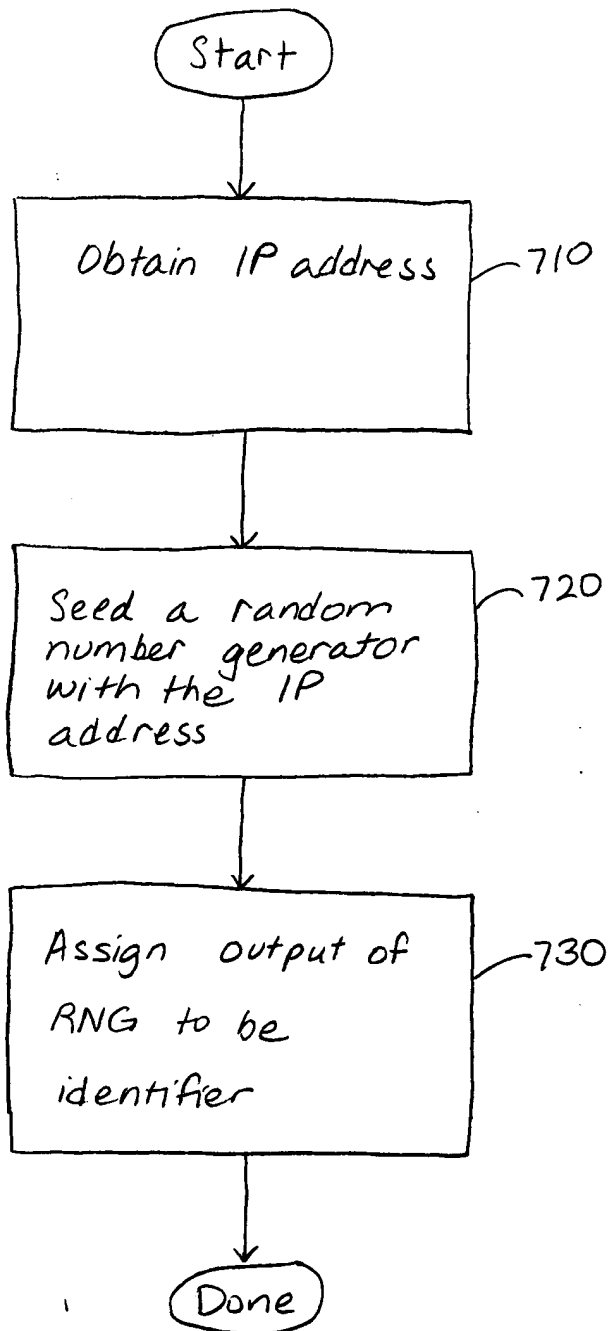 Start
Obtain IP address
710
Seed a random
number generator
with the IP
address
720
Assign output of
RNG to be
identifier
730
Done